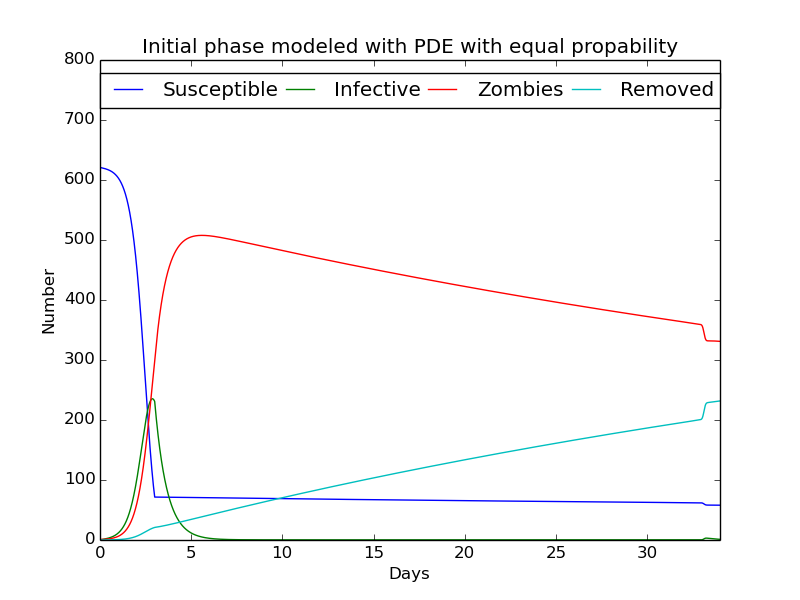 Initial phase modeled with PDE with equal propability
800
Susceptible Infective Zombies Removed
700
600
500
400
300
200
100
0
Number
0 5 10 15 20 25 30
Days